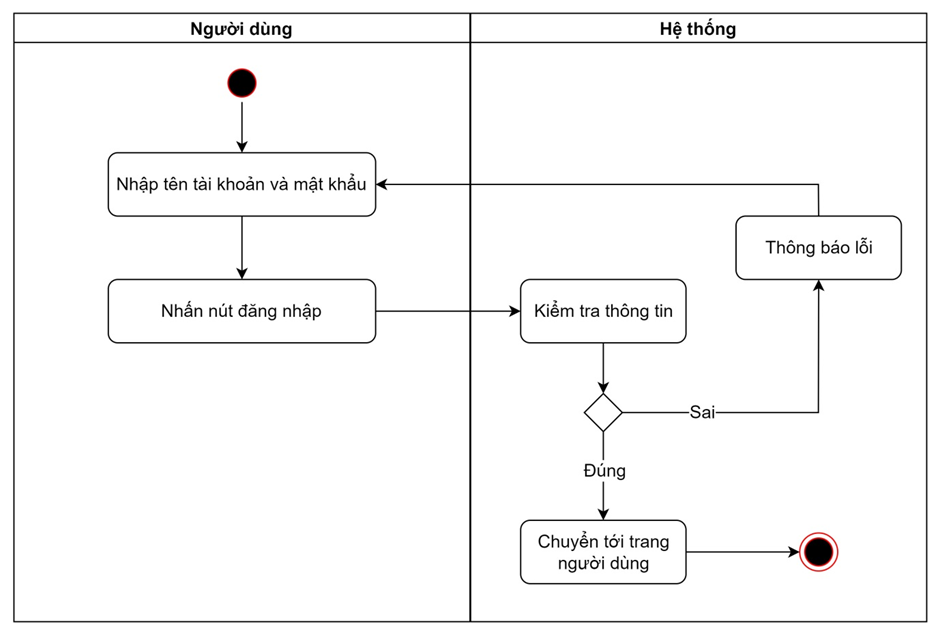 Người dùng
Hệ thống
Nhập tên tài khoản và mật khẩu
Thông báo lỗi
Nhấn nút đăng nhập
Kiểm tra thông tin
Sai
Đúng
Chuyển tới trang
người dùng